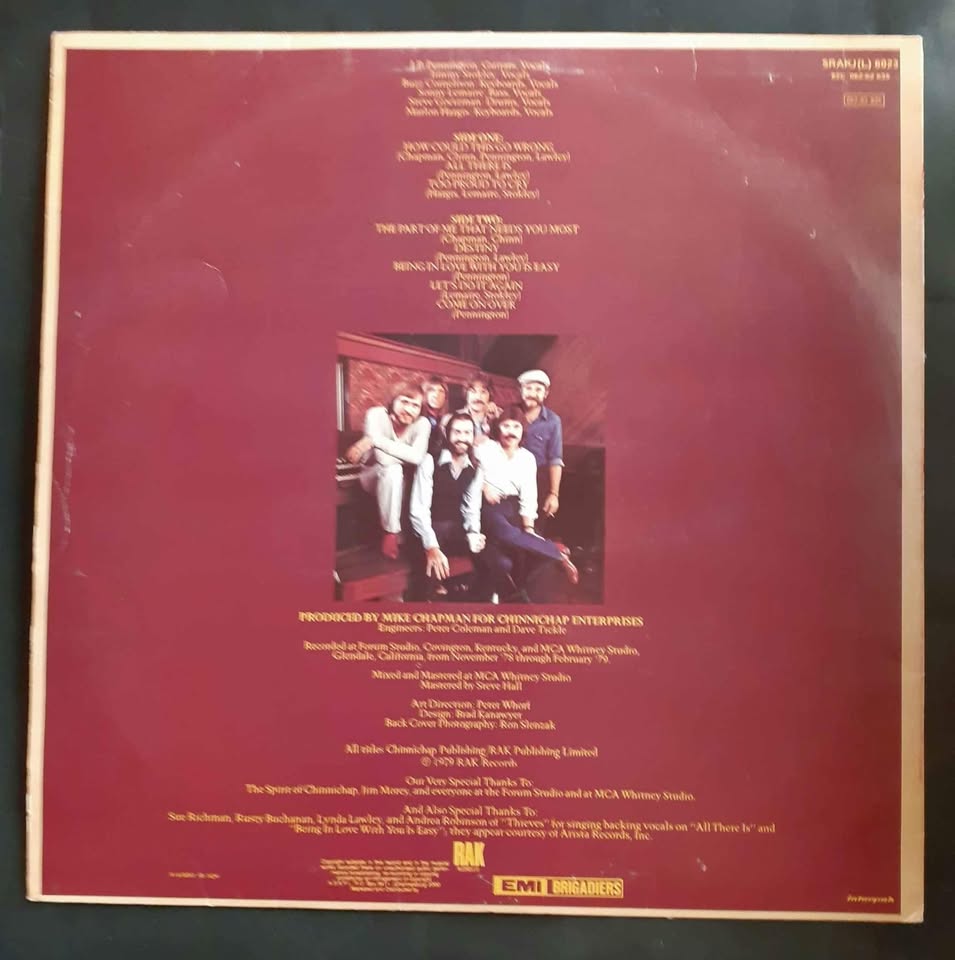 J.P. Pennington, Guitars, Vocals
Jimmy Stokley, Vocals
Buzz Cornelison, Keyboards, Vocals
Sonny Lemaire, Bass, Vocals
Steve Goetzman, Drums, Vocals
Marlon Hargis, Keyboards, Vocals
SRAKJ(L) 8023
SIDE ONE:
HOW COULD THIS GO WRONG
(Chapman, Chinn, Pennington, Lawley)
ALL THERE IS
(Pennington, Lawley)
TOO PROUD TO CRY
(Hargis, Lemaire, Stokley)
SIDE TWO:
THE PART OF ME THAT NEEDS YOU MOST
(Chapman, Chinn)
DESTINY
(Pennington, Lawley)
BEING IN LOVE WITH YOU IS EASY
(Pennington)
LET'S DO IT AGAIN
(Lemaire, Stokley)
COME ON OVER
(Pennington)
PRODUCED BY MIKE CHAPMAN FOR CHINNICHAP ENTERPRISES
Engineers: Peter Coleman and Dave Tickle
Recorded at Forum Studio, Covington, Kentucky, and MCA Whitney Studio,
Glendale, California, from November '78 through February '79.
Mixed and Mastered at MCA Whitney Studio
Mastered by Steve Hall
Art Direction: Peter Whorf
Design: Brad Kanawyer
Back Cover Photography: Ron Slenzak
All titles Chinnichap Publishing/RAK Publishing Limited
℗ 1979 RAK Records
Our Very Special Thanks To:
The Spirit of Chinnichap, Jim Morey, and everyone at the Forum Studio and at MCA Whitney Studio.
And Also Special Thanks To:
Sue Richman, Rusty Buchanan, Lynda Lawley, and Andrea Robinson of "Thieves" for singing backing vocals on "All There Is" and
"Being In Love With You Is Easy"; they appear courtesy of Arista Records, Inc.
RAK
EMI BRIGADIERS